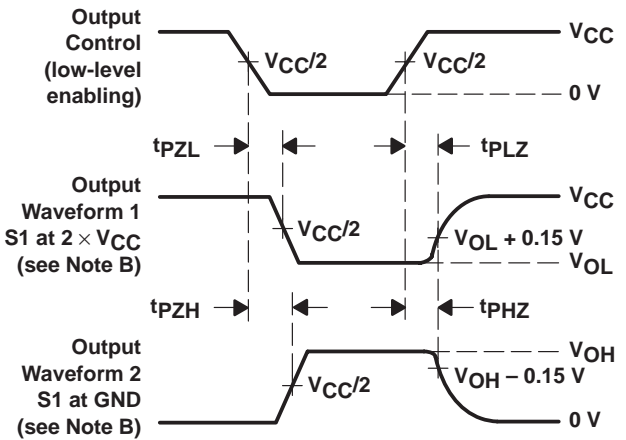 Output
Control
(low-level
enabling)
VCC/2
VCC/2
VCC
0 V
tPZL
tPLZ
Output
Waveform 1
S1 at 2 × VCC
(see Note B)
VCC/2
VCC
VOL + 0.15 V
VOL
tPZH
tPHZ
Output
Waveform 2
S1 at GND
(see Note B)
VCC/2
VOH
VOH – 0.15 V
0 V